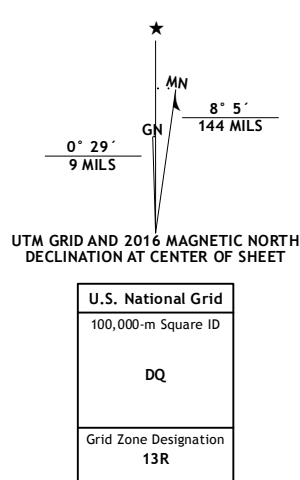 ★
MN
8° 5´
144 MILS
GN
0° 29´
9 MILS
UTM GRID AND 2016 MAGNETIC NORTH
DECLINATION AT CENTER OF SHEET
U.S. National Grid
100,000-m Square ID
DQ
Grid Zone Designation
13R